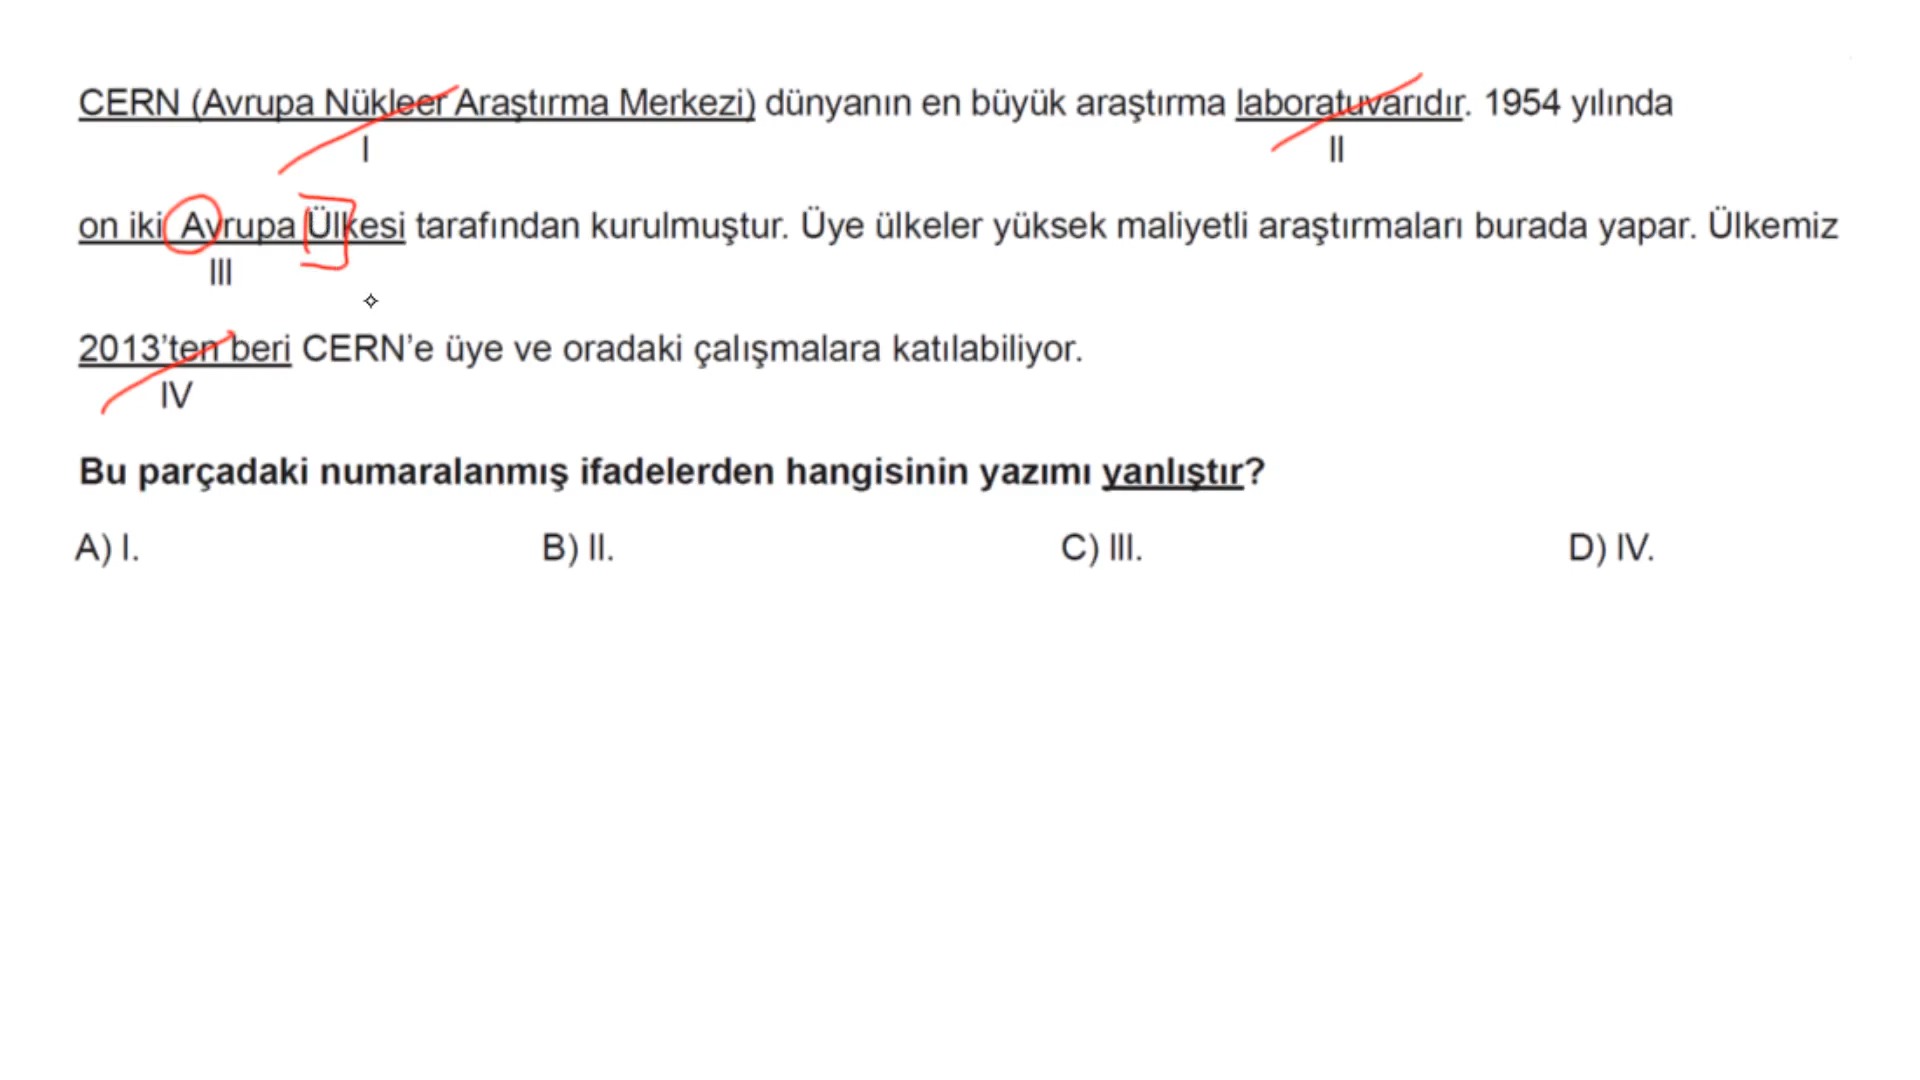 CERN (Avrupa Nükleer Araştırma Merkezi) dünyanın en büyük araştırma laboratuvarıdır. 1954 yılında
I II
on iki Avrupa Ülkesi tarafından kurulmuştur. Üye ülkeler yüksek maliyetli araştırmaları burada yapar. Ülkemiz
III
2013’ten beri CERN’e üye ve oradaki çalışmalara katılabiliyor.
IV
Bu parçadaki numaralanmış ifadelerden hangisinin yazımı yanlıştır?
A) I. B) II. C) III. D) IV.